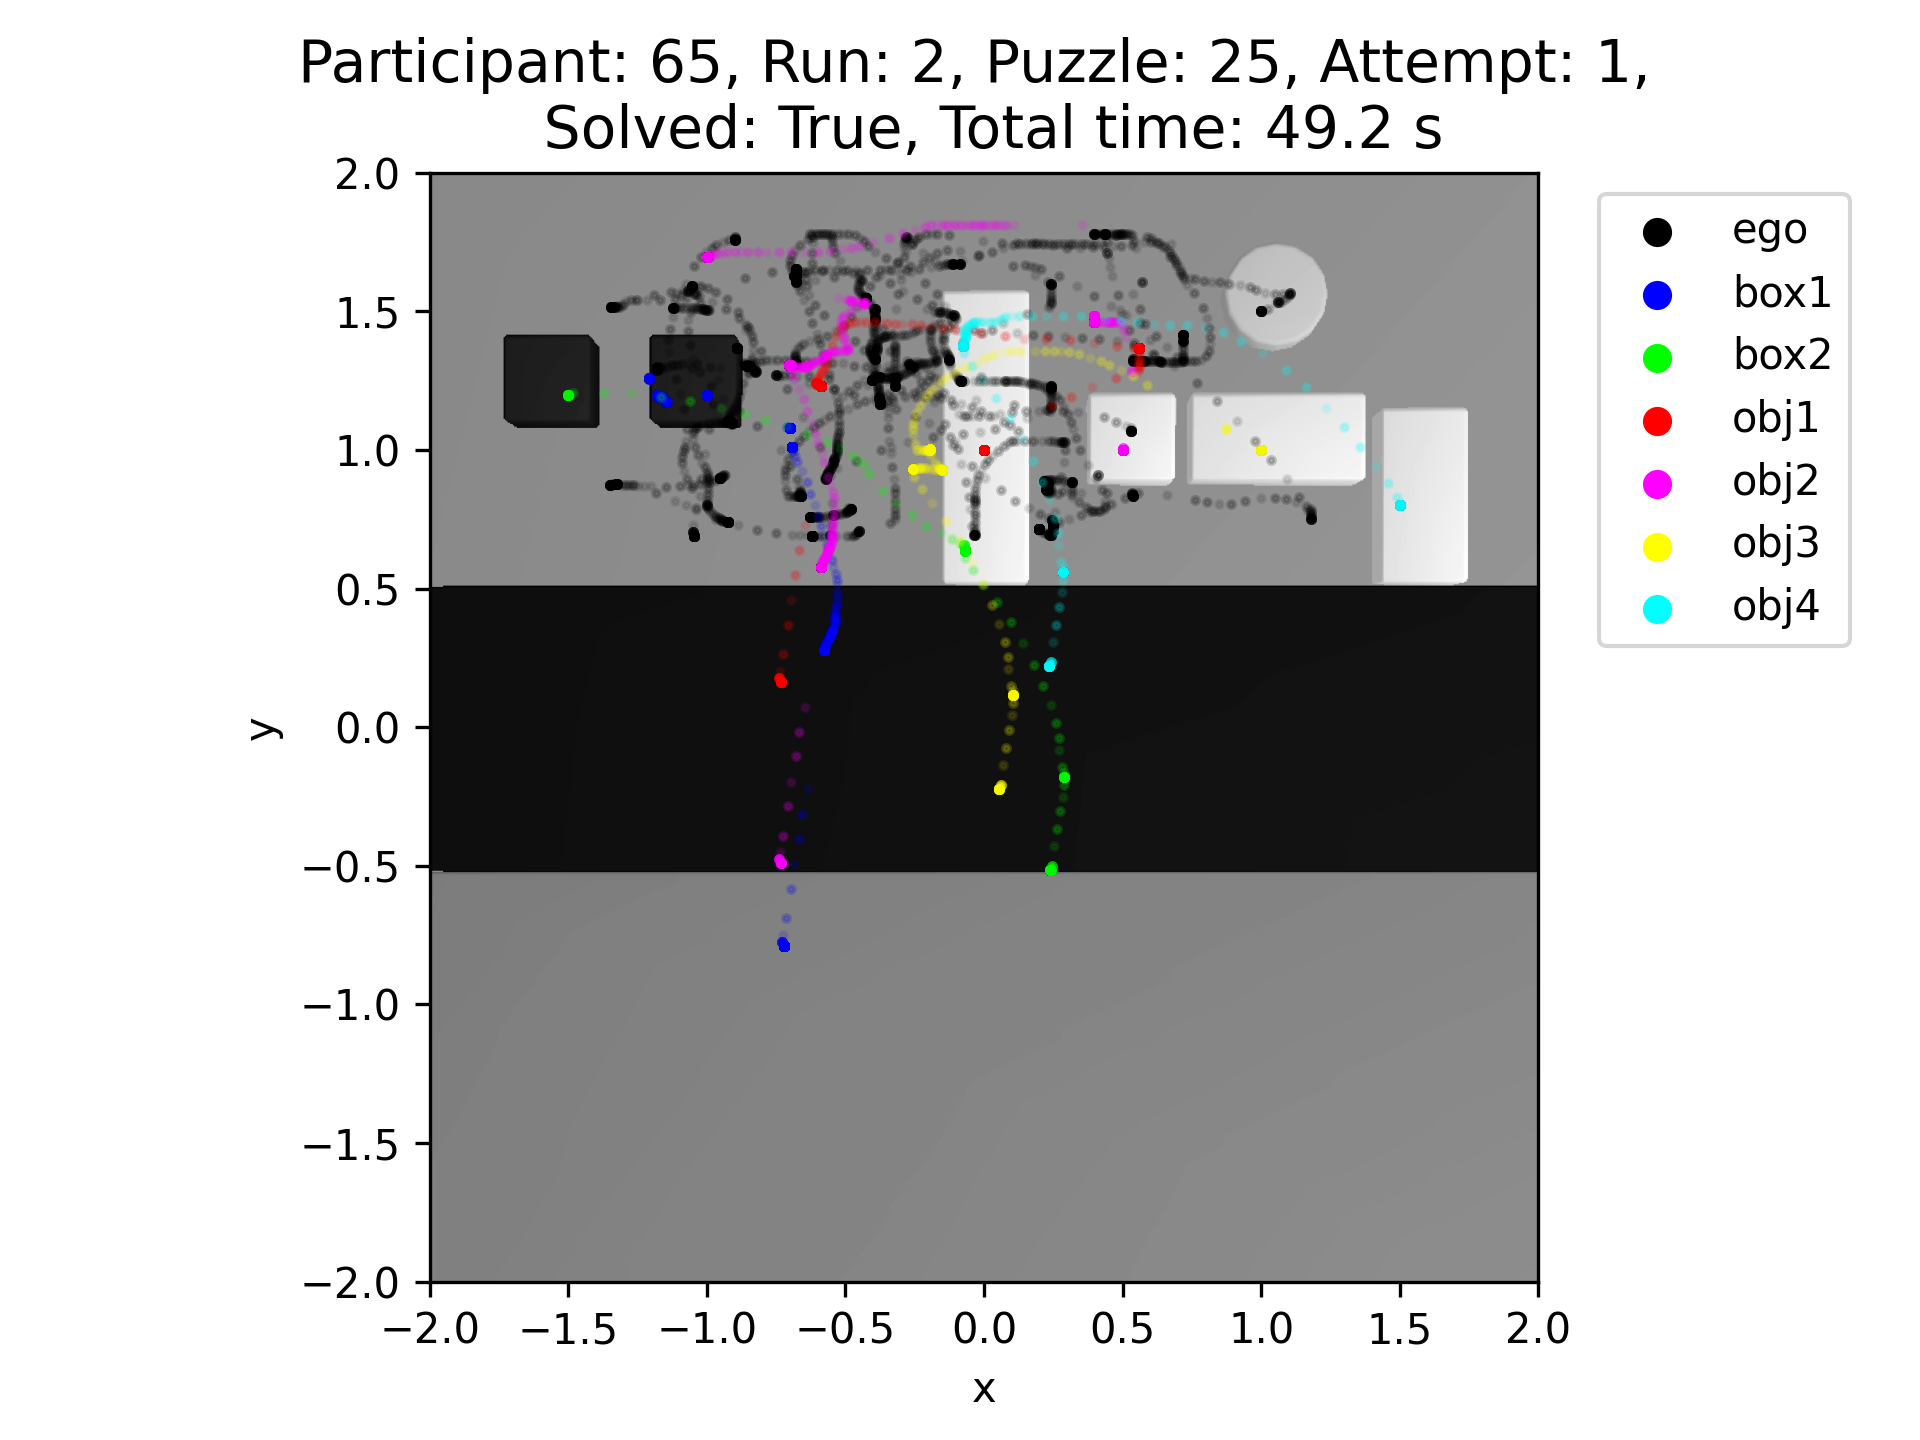 Participant: 65, Run: 2, Puzzle: 25, Attempt: 1,
Solved: True, Total time: 49.2 s
2.0
1.5
1.0
0.5
0.0
−0.5
−1.0
−1.5
−2.0
y
−2.0 −1.5 −1.0 −0.5 0.0 0.5 1.0 1.5 2.0
x
ego
box1
box2
obj1
obj2
obj3
obj4